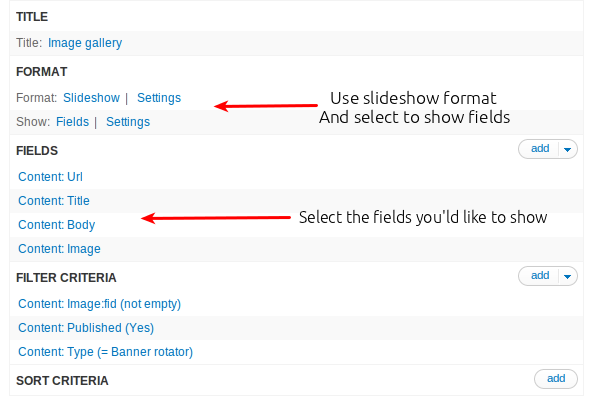 TITLE
Title: Image gallery
FORMAT
Format: Slideshow | Settings
Use slideshow format
Show: Fields | Settings
And select to show fields
FIELDS
add
Content: Url
Content: Title
Content: Body
Select the fields you'ld like to show
Content: Image
FILTER CRITERIA
add
Content: Image:fid (not empty)
Content: Published (Yes)
Content: Type (= Banner rotator)
SORT CRITERIA
add